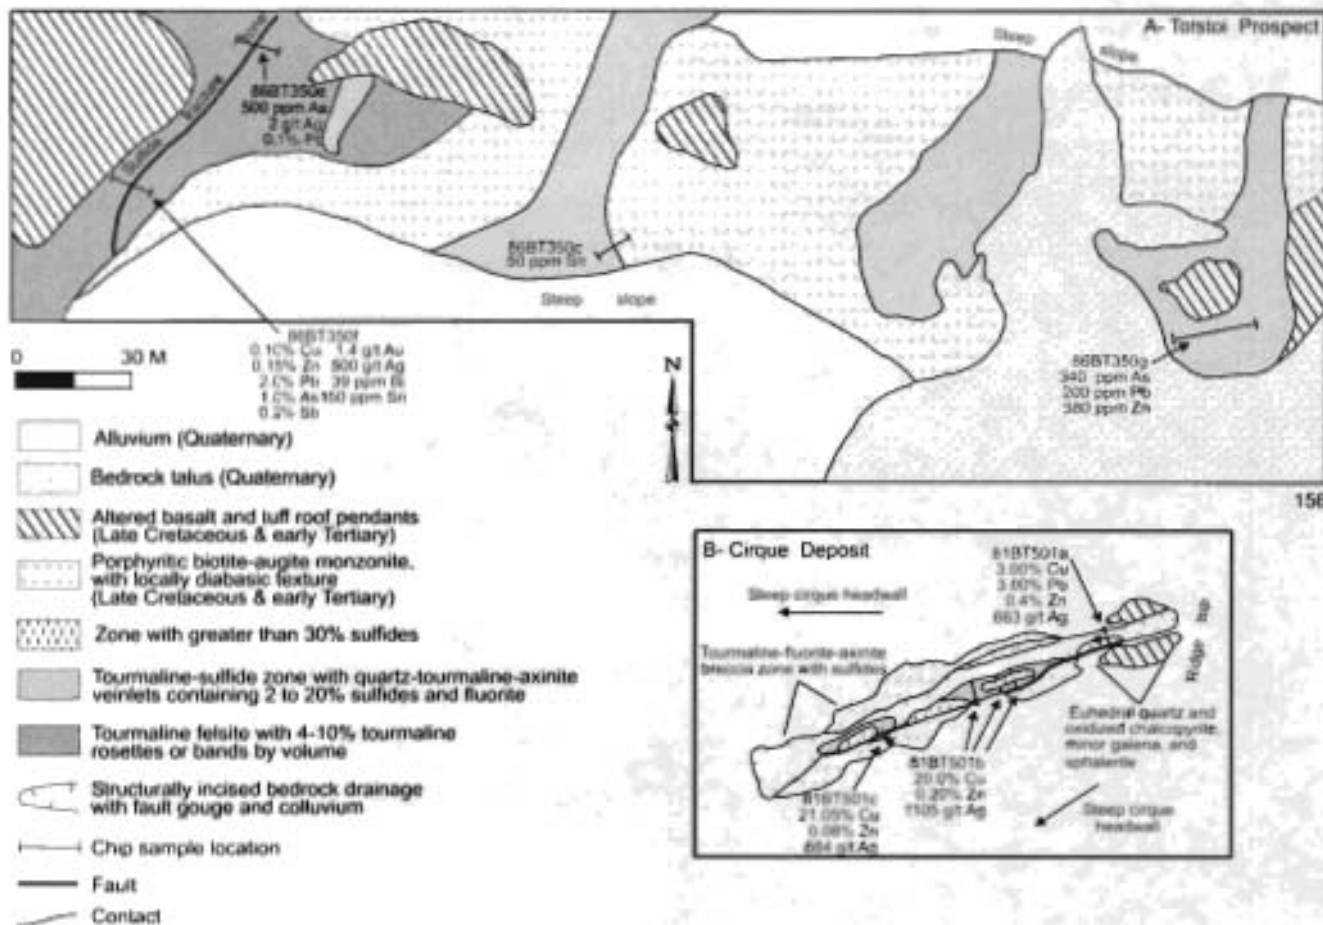 A- Tolstoi Prospect
Steep slope
86BT350e
500 ppm As
2 g/t Ag
0.1% Pb
Sulfide fracture zone
86BT350c
50 ppm Sn
Steep slope
86BT350f
0.10% Cu 1.4 g/t Au
0.15% Zn 800 g/t Ag
2.0% Pb 39 ppm Bi
1.0% As 150 ppm Sn
0.2% Sb
86BT350g
940 ppm As
200 ppm Pb
380 ppm Zn
0 30 M
N
Alluvium (Quaternary)
Bedrock talus (Quaternary)
Altered basalt and tuff roof pendants
(Late Cretaceous & early Tertiary)
Porphyritic biotite-augite monzonite,
with locally diabasic texture
(Late Cretaceous & early Tertiary)
Zone with greater than 30% sulfides
Tourmaline-sulfide zone with quartz-tourmaline-axinite
veinlets containing 2 to 20% sulfides and fluorite
Tourmaline felsite with 4-10% tourmaline
rosettes or bands by volume
Structurally incised bedrock drainage
with fault gouge and colluvium
Chip sample location
Fault
Contact
156
B- Cirque Deposit
81BT501a
3.00% Cu
3.00% Pb
0.4% Zn
663 g/t Ag
Steep cirque headwall
Tourmaline-fluorite-axinite
breccia zone with sulfides
Ridge top
Euhedral quartz and
oxidized chalcopyrite,
minor galena, and
sphalerite
81BT501b
20.0% Cu
0.20% Zn
1105 g/t Ag
81BT501c
21.05% Cu
0.08% Zn
684 g/t Ag
Steep cirque
headwall